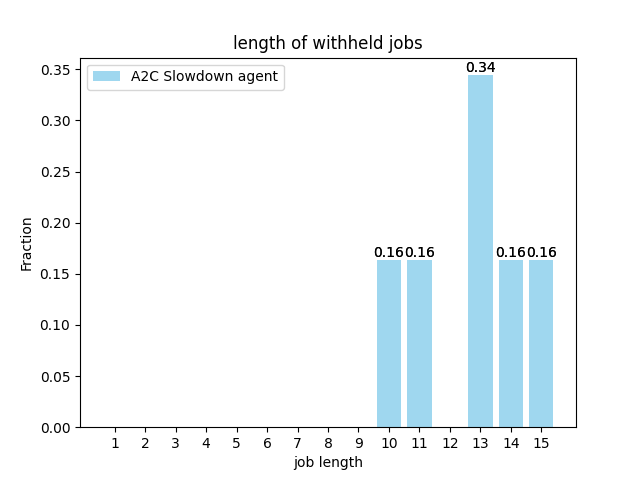 length of withheld jobs
A2C Slowdown agent
0.35
0.30
0.25
0.20
0.15
0.10
0.05
0.00
Fraction
0.16 0.16 0.34 0.16 0.16
1 2 3 4 5 6 7 8 9 10 11 12 13 14 15
job length